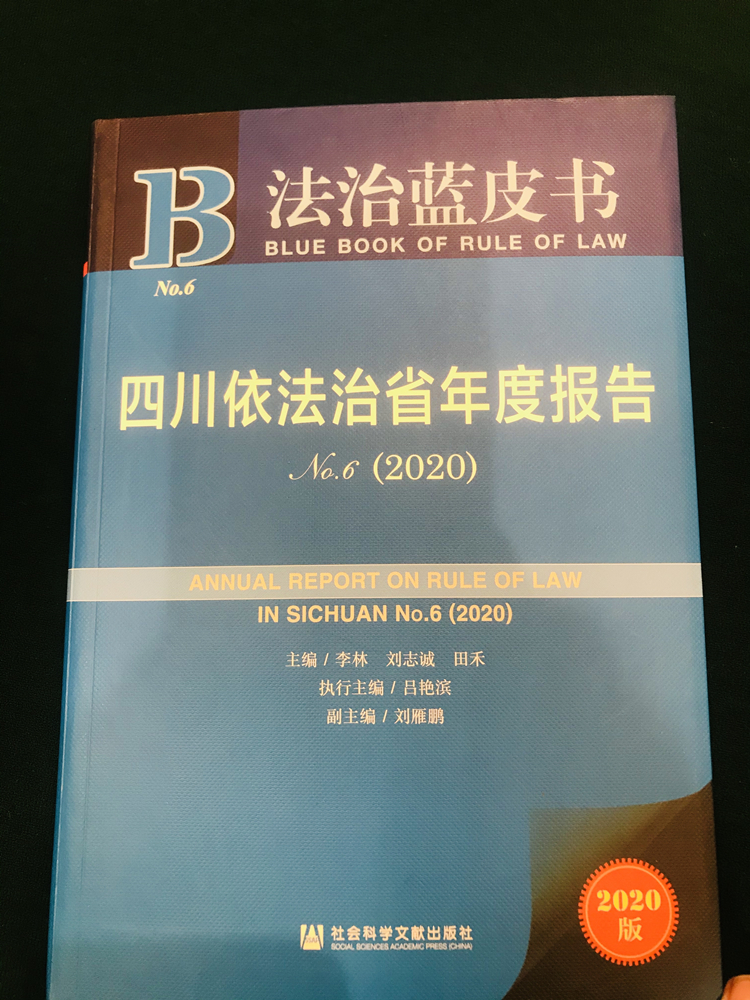 B
法治蓝皮书
BLUE BOOK OF RULE OF LAW
No.6
四川依法治省年度报告
No.6 (2020)
ANNUAL REPORT ON RULE OF LAW
IN SICHUAN No.6 (2020)
主编 / 李林 刘志诚 田禾
执行主编 / 吕艳滨
副主编 / 刘雁鹏
2020
版
社会科学文献出版社
SOCIAL SCIENCES ACADEMIC PRESS (CHINA)